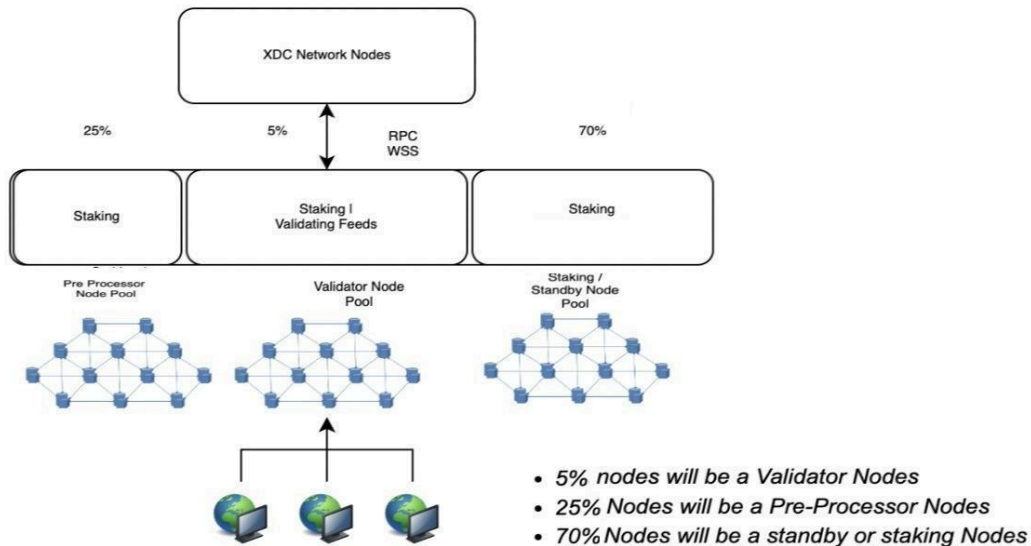 XDC Network Nodes
25%
5%
RPC
WSS
70%
Staking
Staking |
Validating Feeds
Staking
Pre Processor
Node Pool
Validator Node
Pool
Staking /
Standby Node
Pool
• 5% nodes will be a Validator Nodes
• 25% Nodes will be a Pre-Processor Nodes
• 70% Nodes will be a standby or staking Nodes